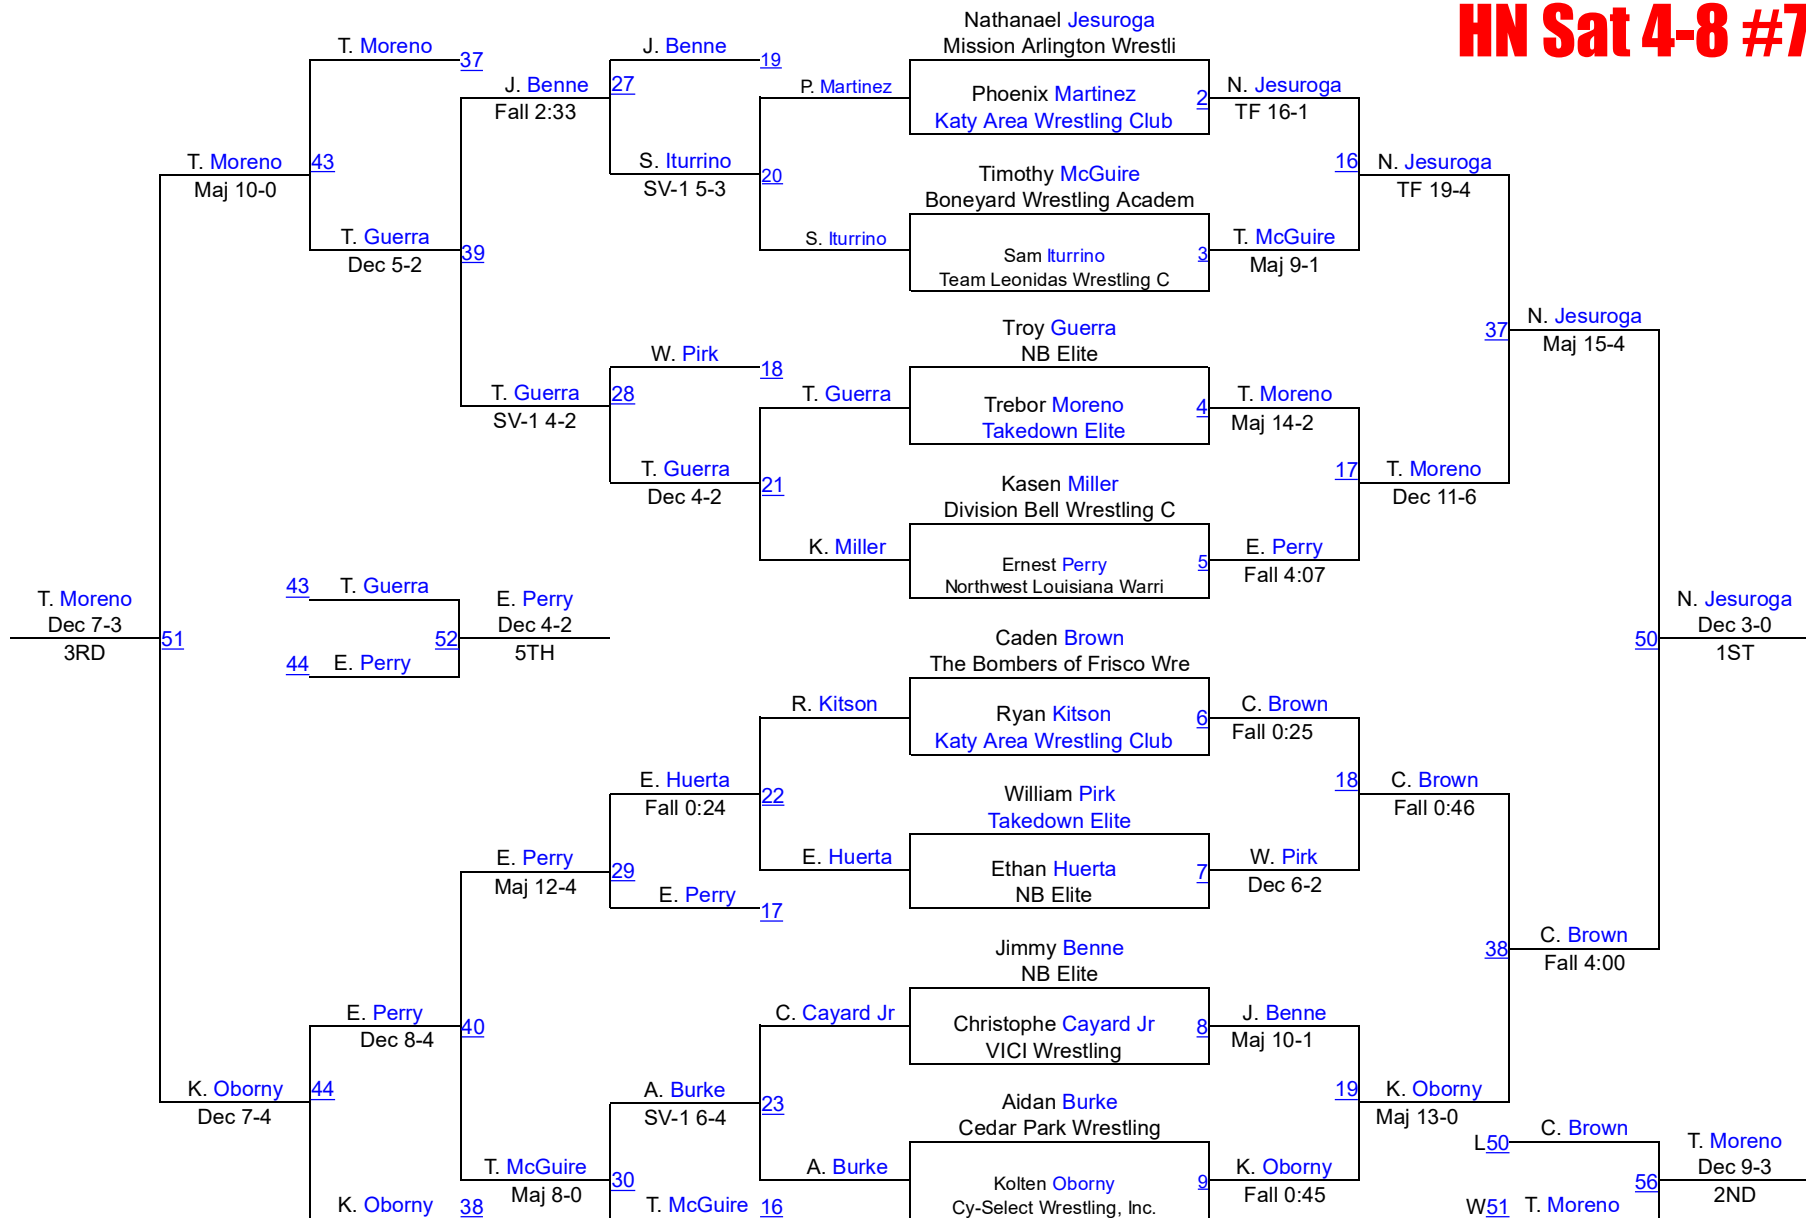 HN Sat 4-8 #7
Nathanael Jesuroga
Mission Arlington Wrestli
T. Moreno
37
J. Benne
19
J. Benne
27
Fall 2:33
P. Martinez
Phoenix Martinez
2
Katy Area Wrestling Club
N. Jesuroga
TF 16-1
T. Moreno
43
Maj 10-0
S. Iturrino
20
SV-1 5-3
Timothy McGuire
Boneyard Wrestling Academ
16
N. Jesuroga
TF 19-4
T. Guerra
39
Dec 5-2
S. Iturrino
Sam Iturrino
3
Team Leonidas Wrestling C
T. McGuire
Maj 9-1
Troy Guerra
NB Elite
37
N. Jesuroga
Maj 15-4
W. Pirk
18
T. Guerra
28
SV-1 4-2
T. Guerra
Trebor Moreno
4
Takedown Elite
T. Moreno
Maj 14-2
T. Guerra
21
Dec 4-2
Kasen Miller
Division Bell Wrestling C
17
T. Moreno
Dec 11-6
K. Miller
Ernest Perry
5
Northwest Louisiana Warri
E. Perry
Fall 4:07
T. Moreno
Dec 7-3
51
3RD
43
T. Guerra
52
44
E. Perry
E. Perry
Dec 4-2
5TH
Caden Brown
The Bombers of Frisco Wre
50
N. Jesuroga
Dec 3-0
1ST
R. Kitson
Ryan Kitson
6
Katy Area Wrestling Club
C. Brown
Fall 0:25
E. Huerta
22
Fall 0:24
William Pirk
Takedown Elite
18
C. Brown
Fall 0:46
E. Perry
29
Maj 12-4
E. Huerta
Ethan Huerta
7
NB Elite
W. Pirk
Dec 6-2
E. Perry
17
Jimmy Benne
NB Elite
38
C. Brown
Fall 4:00
E. Perry
40
Dec 8-4
C. Cayard Jr
Christophe Cayard Jr
8
VICI Wrestling
J. Benne
Maj 10-1
K. Oborny
44
Dec 7-4
A. Burke
23
SV-1 6-4
Aidan Burke
Cedar Park Wrestling
19
K. Oborny
Maj 13-0
T. McGuire
30
Maj 8-0
A. Burke
Kolten Oborny
9
Cy-Select Wrestling, Inc.
K. Oborny
Fall 0:45
L50
C. Brown
T. Moreno
Dec 9-3
56
2ND
K. Oborny
38
T. McGuire
16
W51
T. Moreno